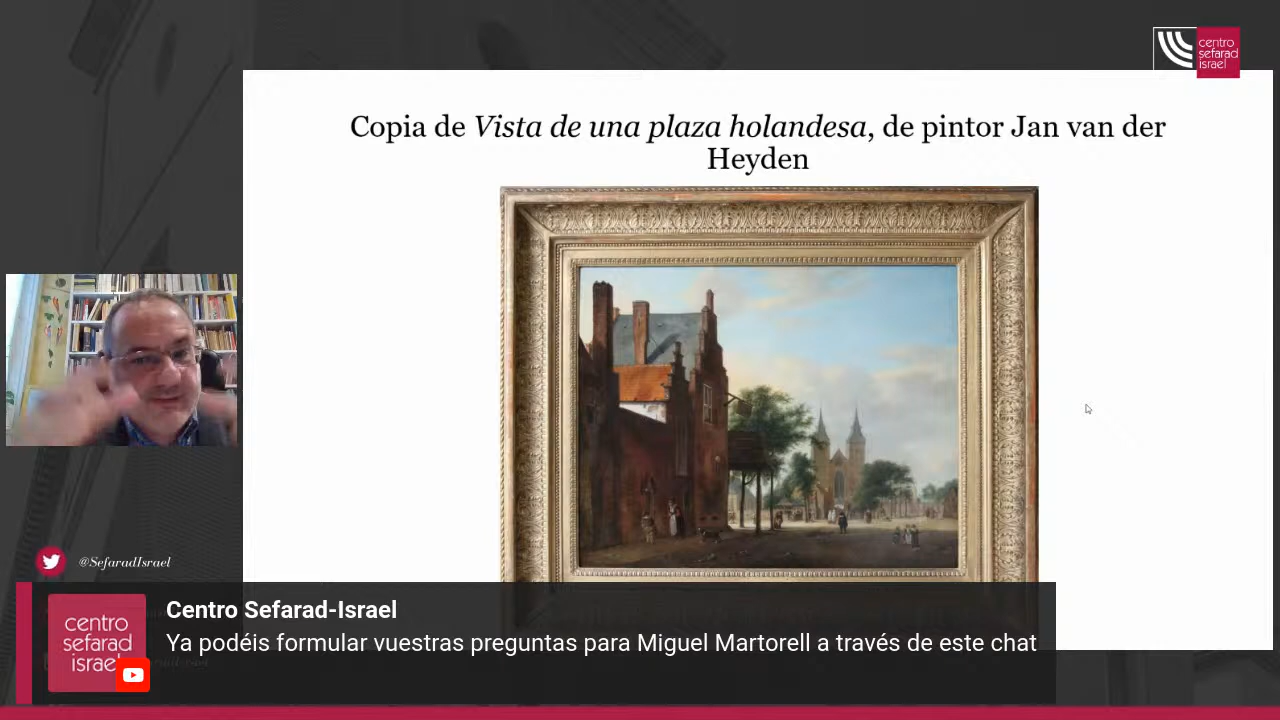 centro
sefarad
israel
Copia de Vista de una plaza holandesa, de pintor Jan van der
Heyden
@SefaradIsrael
centro
sefarad
israel
Centro Sefarad-Israel
Ya podéis formular vuestras preguntas para Miguel Martorell a través de este chat